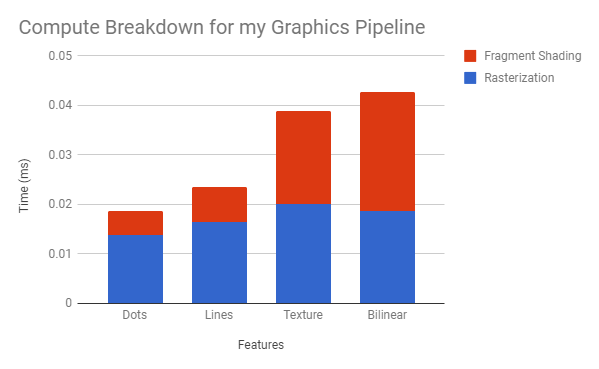 Compute Breakdown for my Graphics Pipeline
Fragment Shading
Rasterization
Time (ms)
0.05
0.04
0.03
0.02
0.01
0
Dots Lines Texture Bilinear
Features